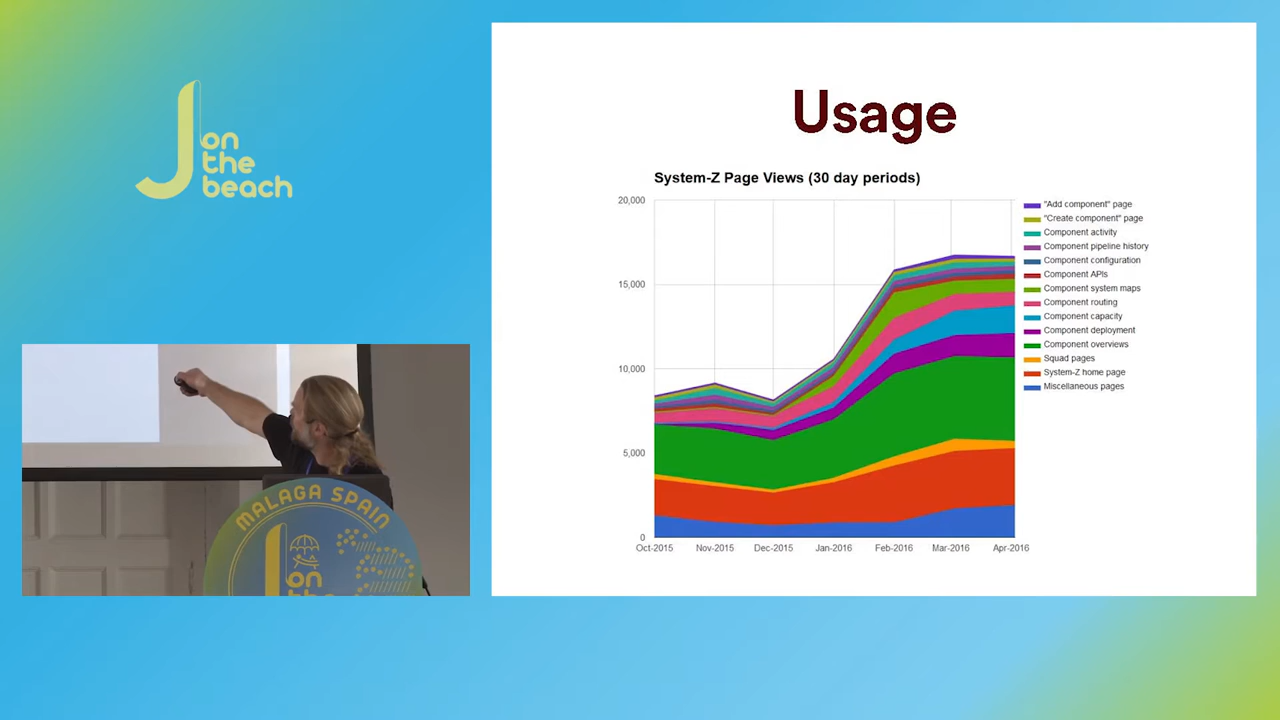 J on
the
beach
Usage
System-Z Page Views (30 day periods)
20,000
15,000
10,000
5,000
0
Oct-2015
Nov-2015
Dec-2015
Jan-2016
Feb-2016
Mar-2016
Apr-2016
"Add component" page
"Create component" page
Component activity
Component pipeline history
Component configuration
Component APIs
Component system maps
Component routing
Component capacity
Component deployment
Component overviews
Squad pages
System-Z home page
Miscellaneous pages
MALAGA SPAIN
J on